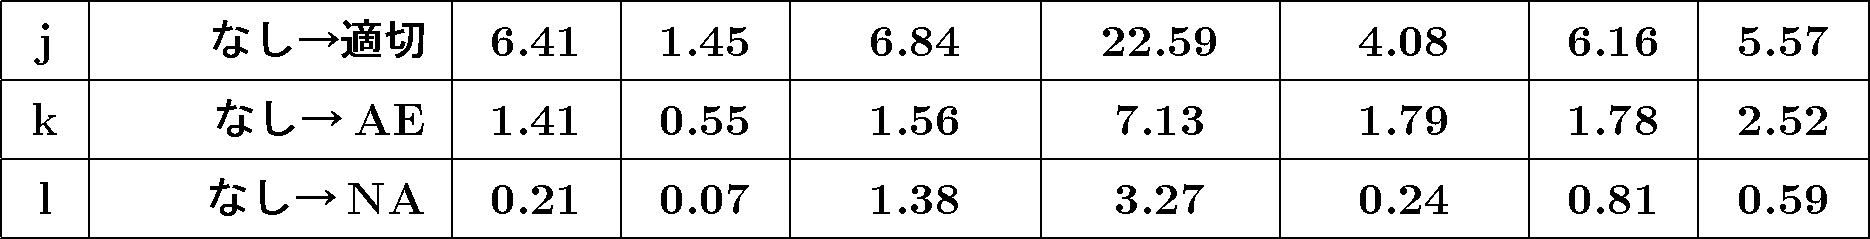 j なし→適切 6.41 1.45 6.84 22.59 4.08 6.16 5.57
k なし→ AE 1.41 0.55 1.56 7.13 1.79 1.78 2.52
l なし→ NA 0.21 0.07 1.38 3.27 0.24 0.81 0.59